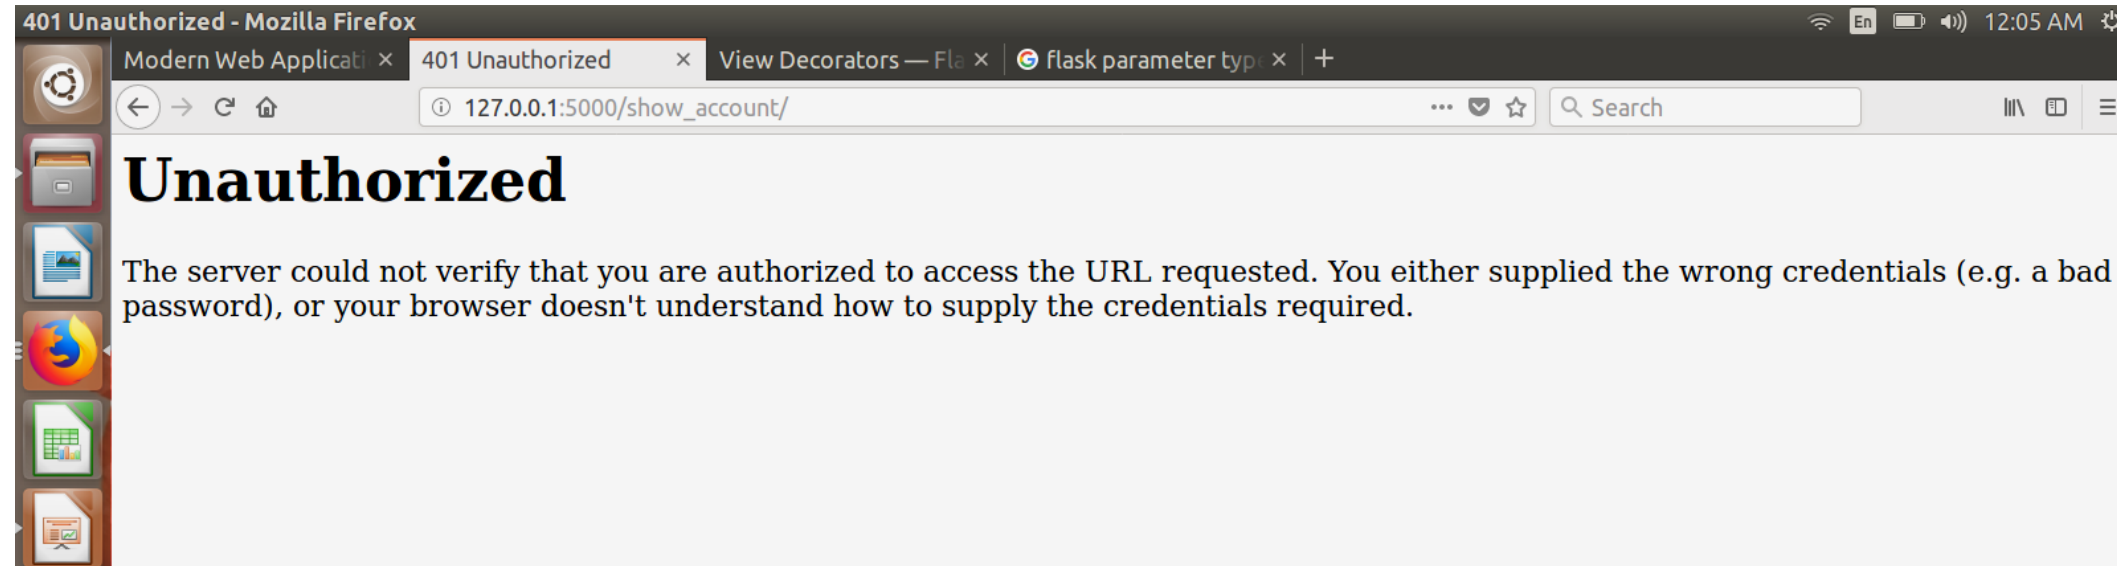 401 Unauthorized - Mozilla Firefox
En
12:05 AM
Modern Web Applicati
401 Unauthorized
View Decorators — Fla
flask parameter type
127.0.0.1:5000/show_account/
Search
Unauthorized
The server could not verify that you are authorized to access the URL requested. You either supplied the wrong credentials (e.g. a bad
password), or your browser doesn't understand how to supply the credentials required.